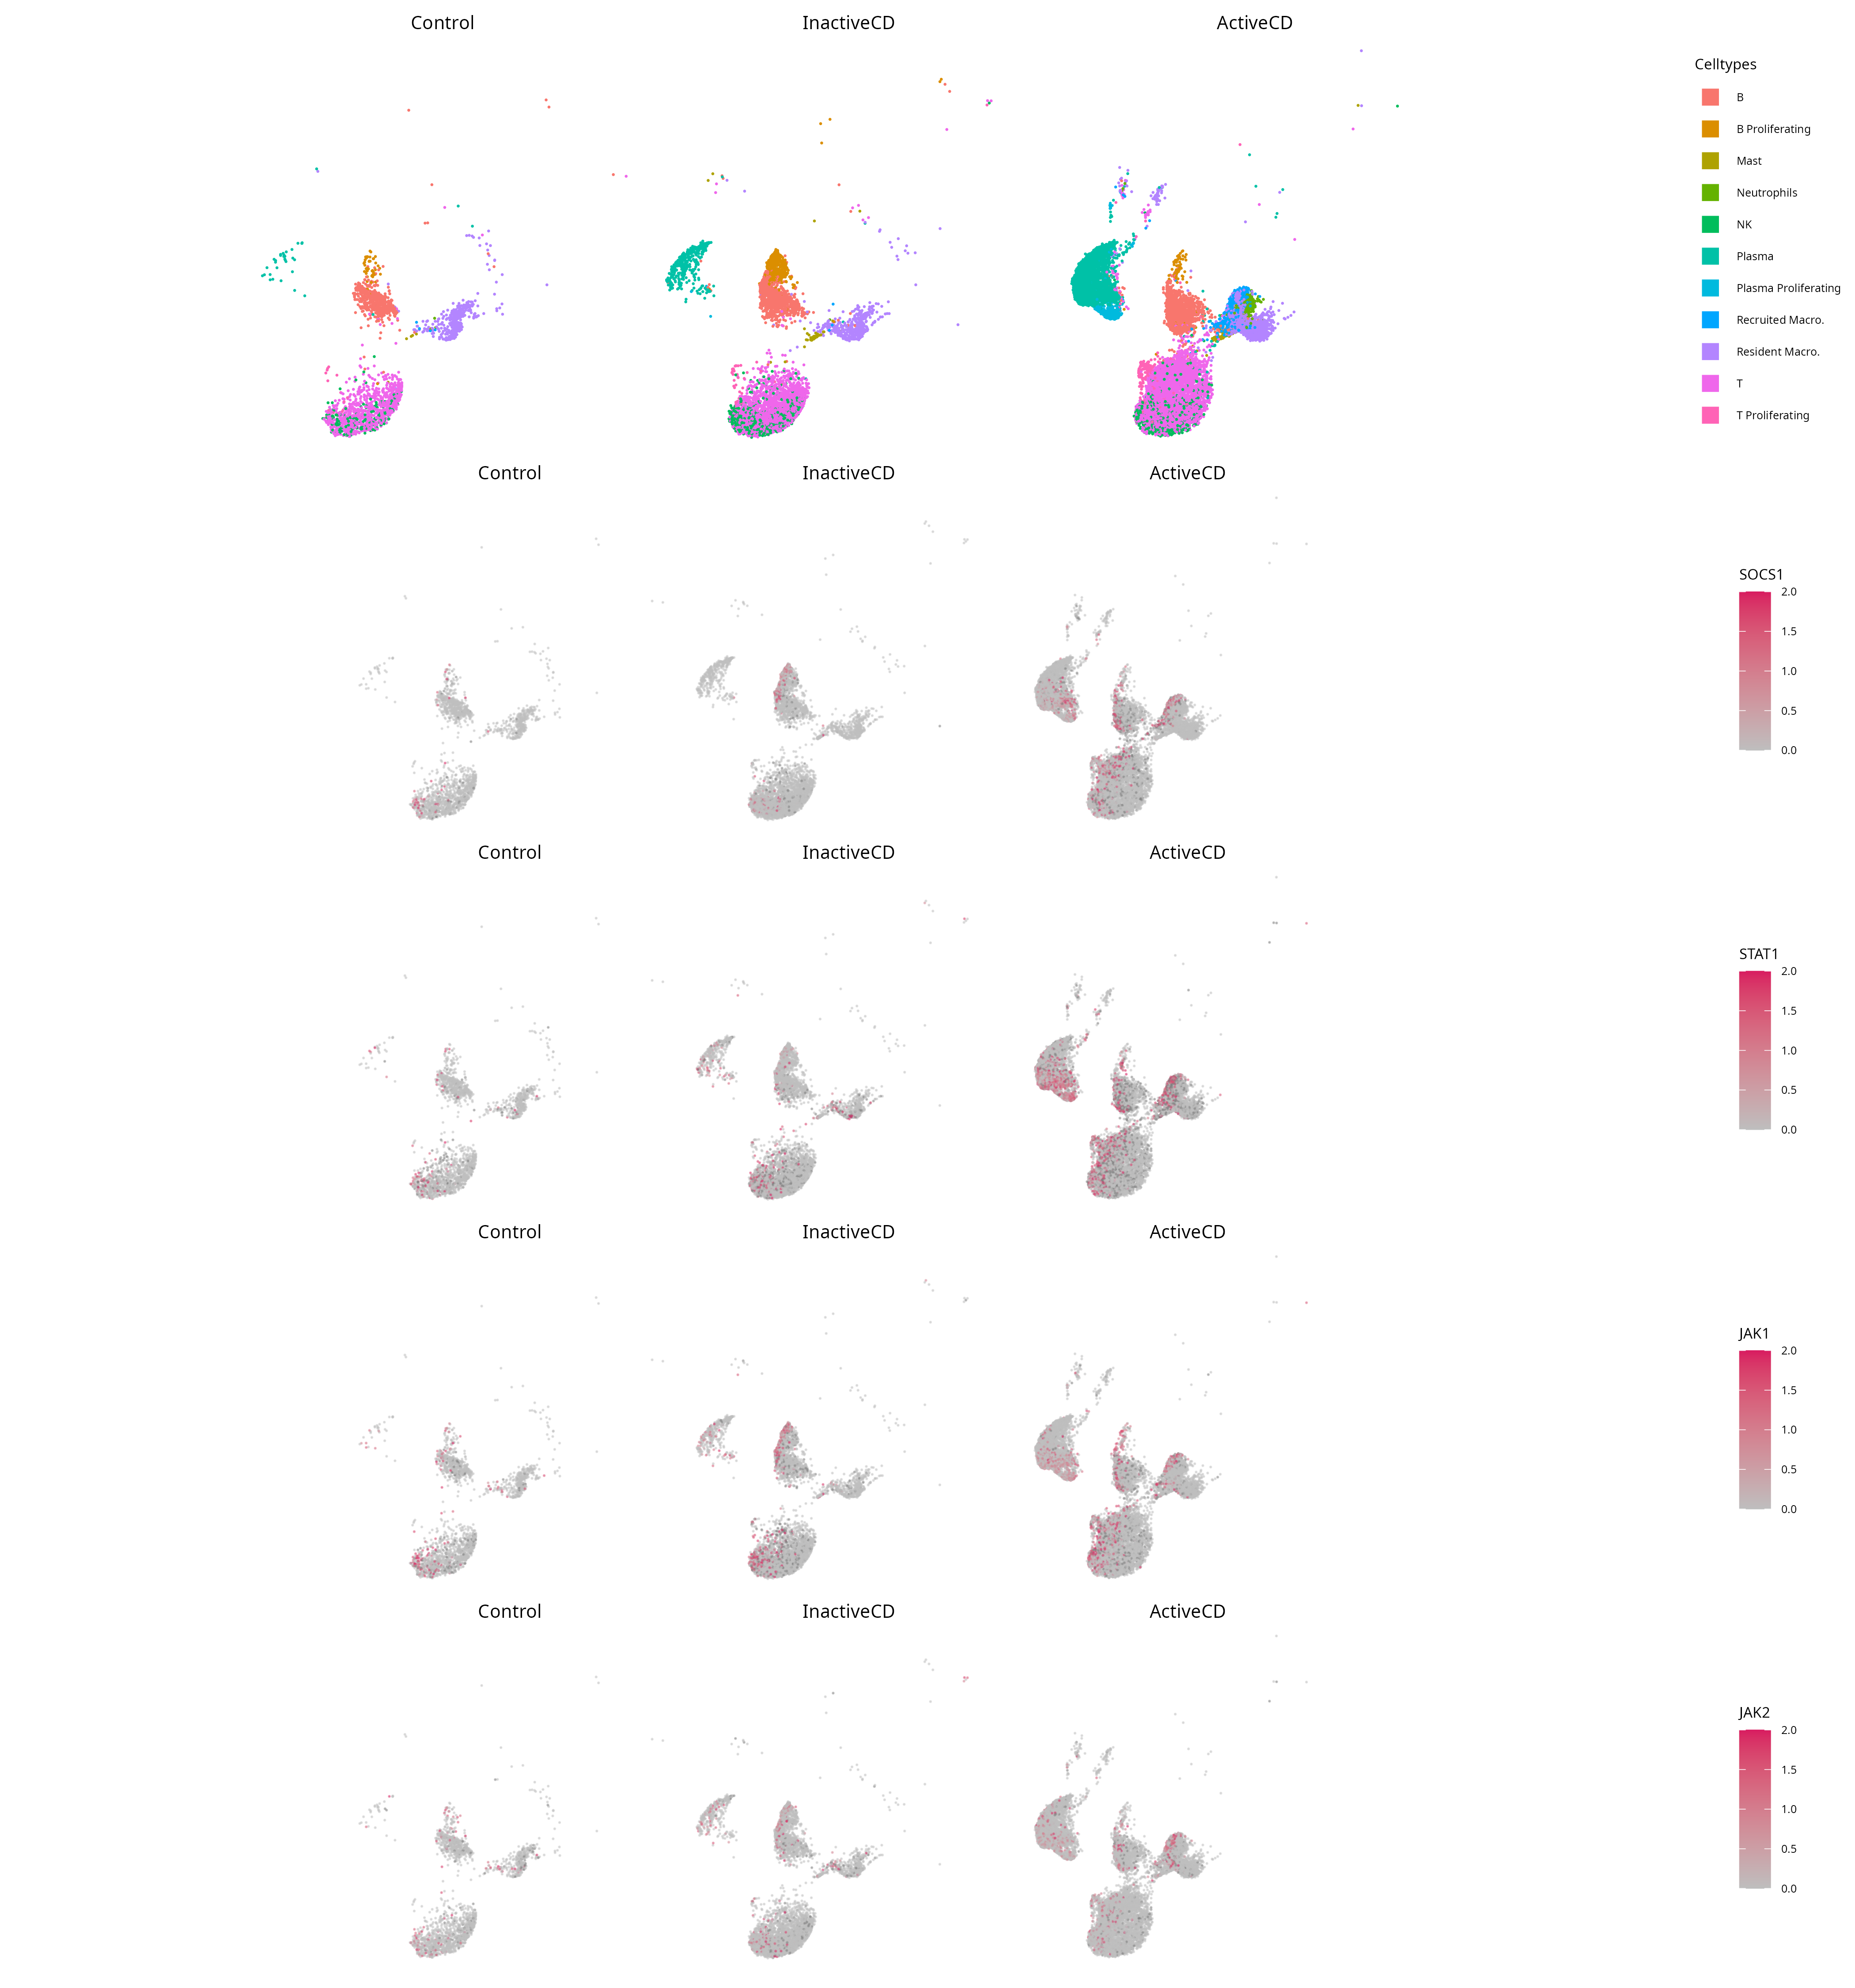 Control InactiveCD ActiveCD
Celltypes
B
B Proliferating
Mast
Neutrophils
NK
Plasma
Plasma Proliferating
Recruited Macro.
Resident Macro.
T
T Proliferating
Control InactiveCD ActiveCD
SOCS1
2.0
1.5
1.0
0.5
0.0
Control InactiveCD ActiveCD
STAT1
2.0
1.5
1.0
0.5
0.0
Control InactiveCD ActiveCD
JAK1
2.0
1.5
1.0
0.5
0.0
Control InactiveCD ActiveCD
JAK2
2.0
1.5
1.0
0.5
0.0